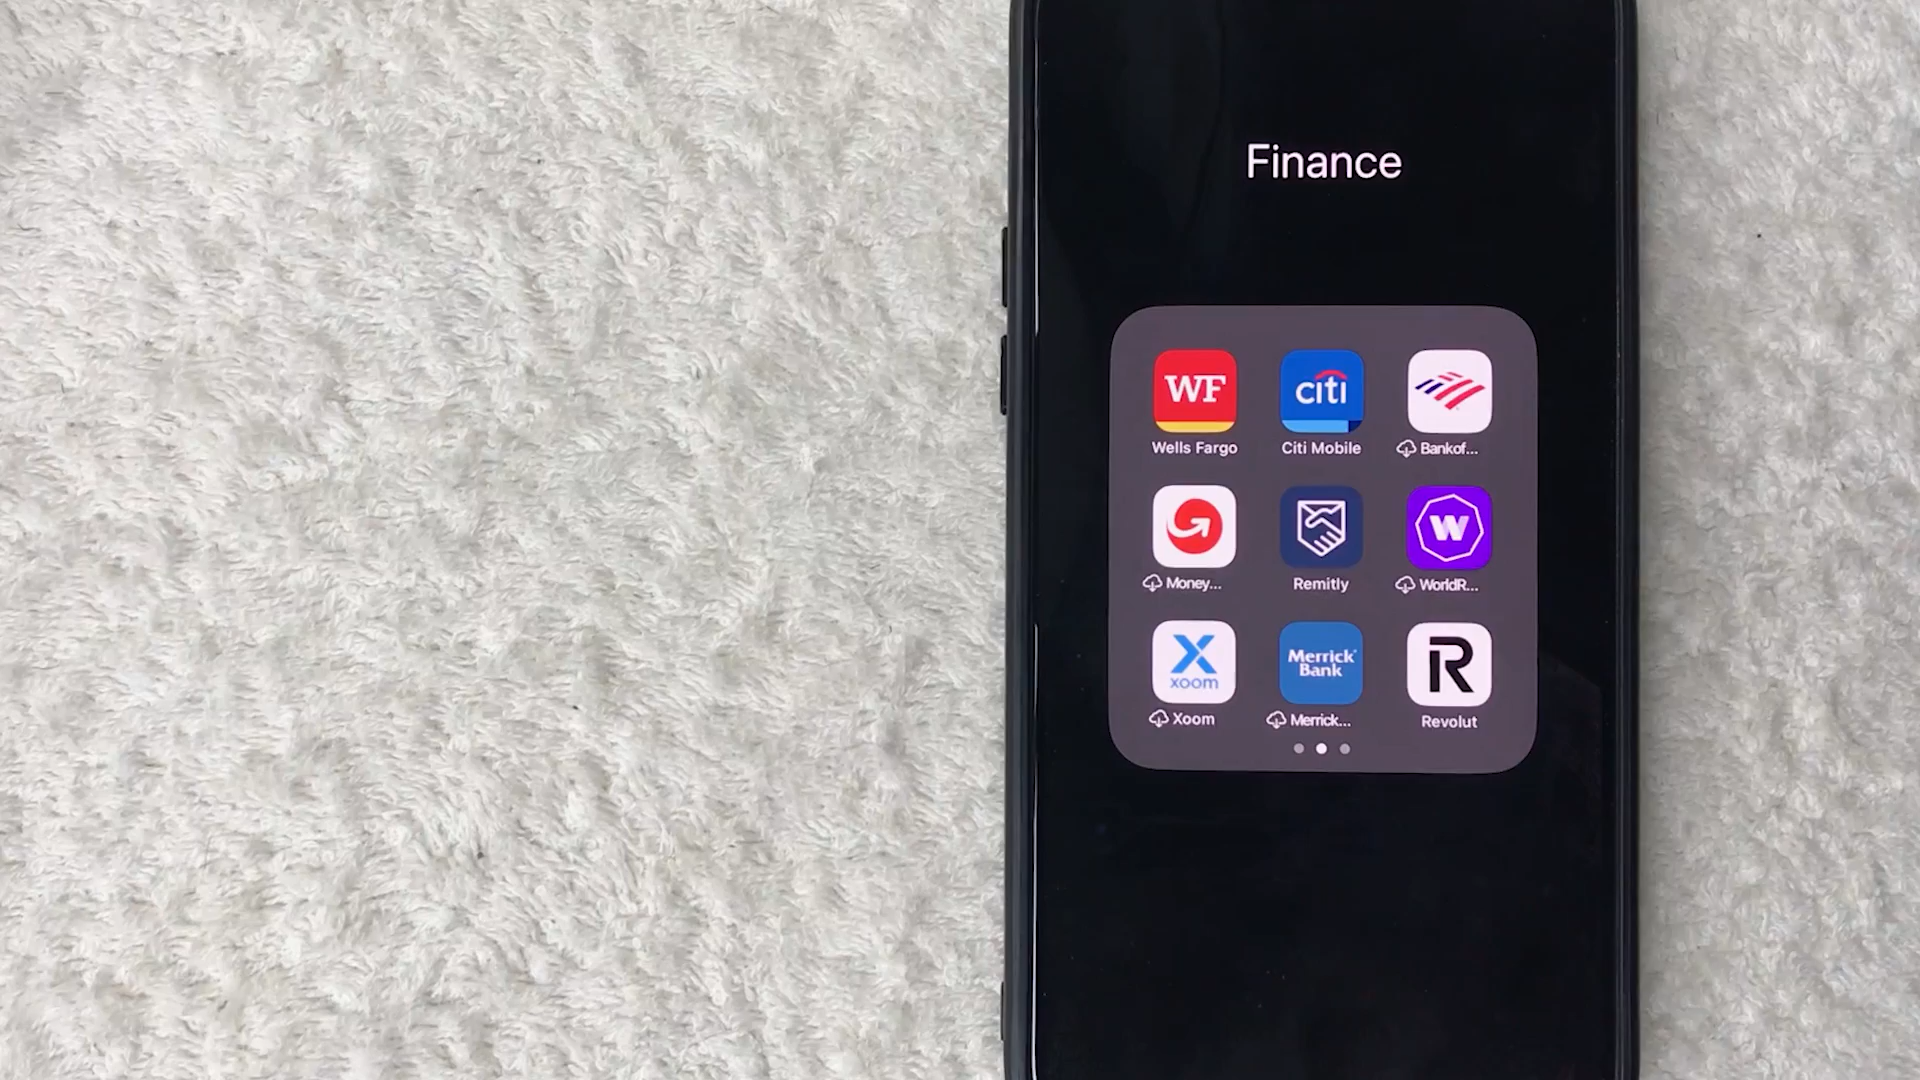 Finance
WF
citi
Wells Fargo
Citi Mobile
Bankof...
W
Money...
Remitly
WorldR...
X
xoom
Merrick
Bank
R
Xoom
Merrick...
Revolut